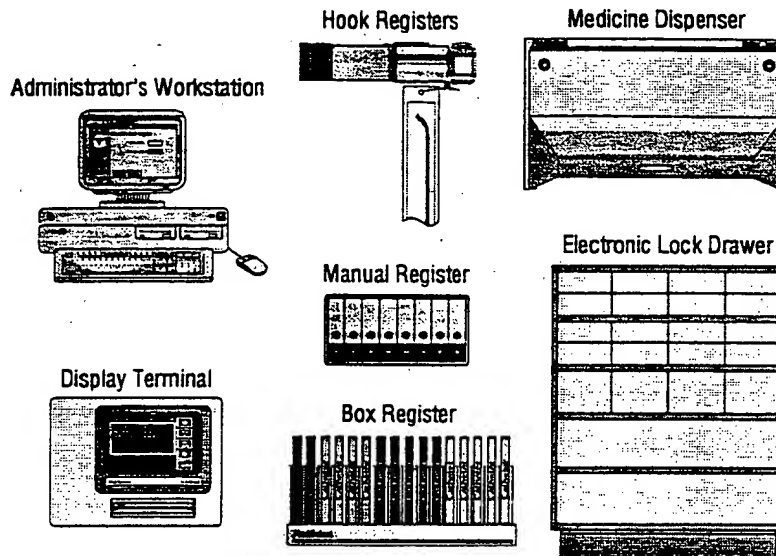 Hook Registers
Medicine Dispenser
Administrator's Workstation
Manual Register
Electronic Lock Drawer
Display Terminal
Box Register